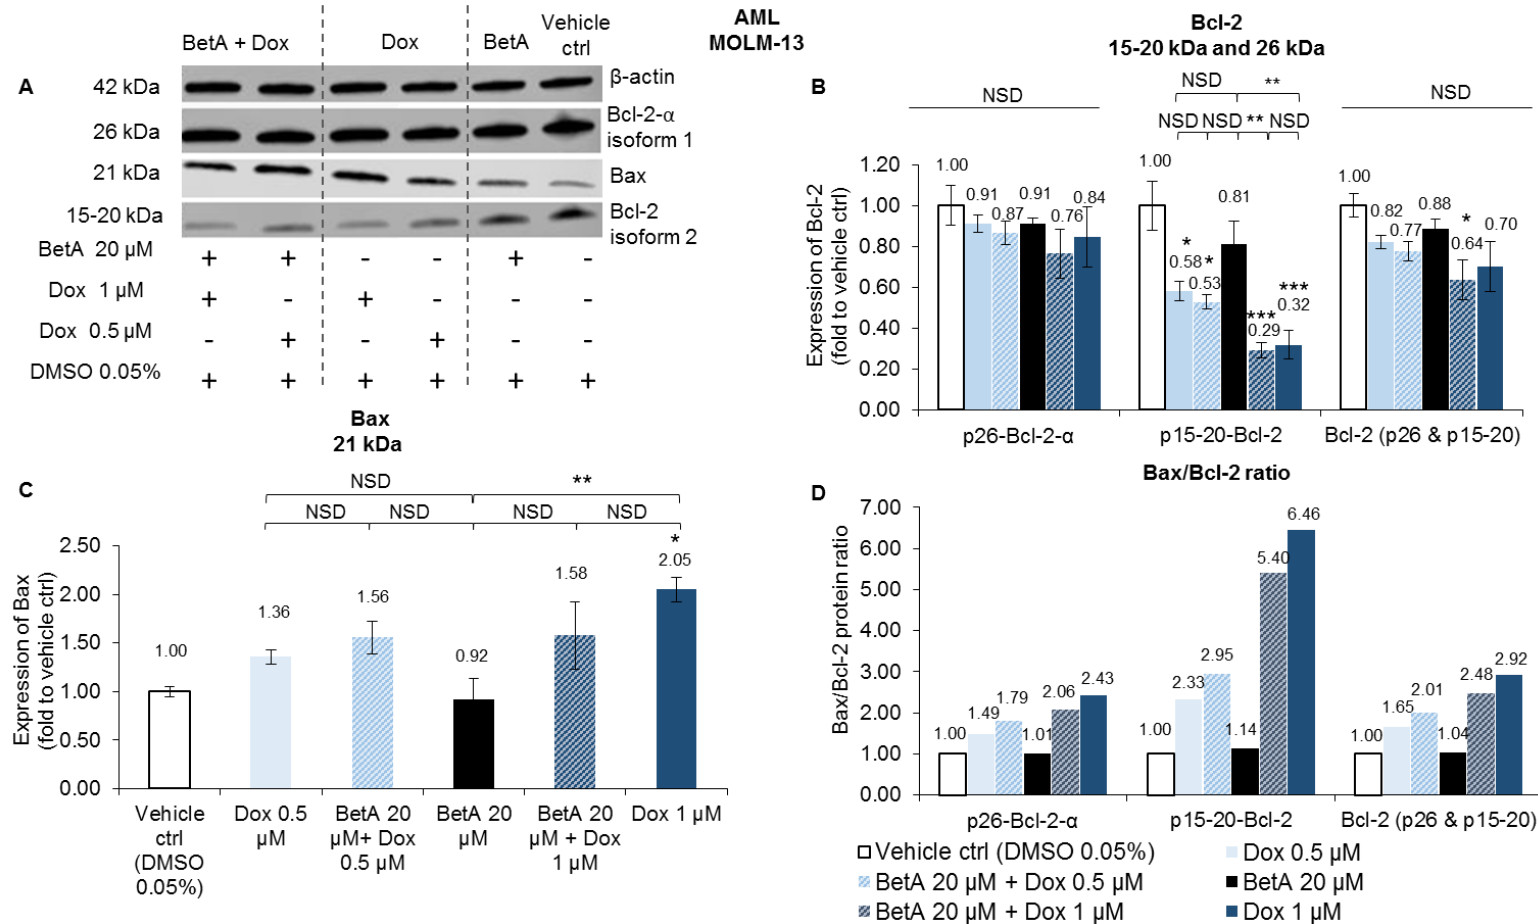 AML
MOLM-13
A
BetA + Dox
Dox
BetA
Vehicle
ctrl
42 kDa
β-actin
26 kDa
Bcl-2-α
isoform 1
21 kDa
Bax
15-20 kDa
Bcl-2
isoform 2
BetA 20 µM + + - - + -
Dox 1 µM + - + - - -
Dox 0.5 µM - + - + - -
DMSO 0.05% + + + + + +
B
Bcl-2
15-20 kDa and 26 kDa
NSD
NSD **
NSD NSD ** NSD
NSD
Expression of Bcl-2
(fold to vehicle ctrl)
1.20
1.00
0.80
0.60
0.40
0.20
0.00
1.00 0.91 0.87 0.91 0.76 0.84
1.00 * 0.58 * 0.53 0.81 *** 0.29 *** 0.32
1.00 0.82 0.77 0.88 * 0.64 0.70
p26-Bcl-2-α p15-20-Bcl-2 Bcl-2 (p26 & p15-20)
C
Bax
21 kDa
NSD **
NSD NSD NSD NSD
Expression of Bax
(fold to vehicle ctrl)
2.50
2.00
1.50
1.00
0.50
0.00
1.00 1.36 1.56 0.92 1.58 * 2.05
Vehicle
ctrl
(DMSO
0.05%)
Dox 0.5
µM
BetA 20
µM+ Dox
0.5 µM
BetA 20
µM
BetA 20
µM + Dox
1 µM
Dox 1 µM
D
Bax/Bcl-2 ratio
Bax/Bcl-2 protein ratio
7.00
6.00
5.00
4.00
3.00
2.00
1.00
0.00
1.00 1.49 1.79 1.01 2.06 2.43
1.00 2.33 2.95 1.14 5.40 6.46
1.00 1.65 2.01 1.04 2.48 2.92
p26-Bcl-2-α p15-20-Bcl-2 Bcl-2 (p26 & p15-20)
Vehicle ctrl (DMSO 0.05%)
Dox 0.5 µM
BetA 20 µM + Dox 0.5 µM
BetA 20 µM
BetA 20 µM + Dox 1 µM
Dox 1 µM